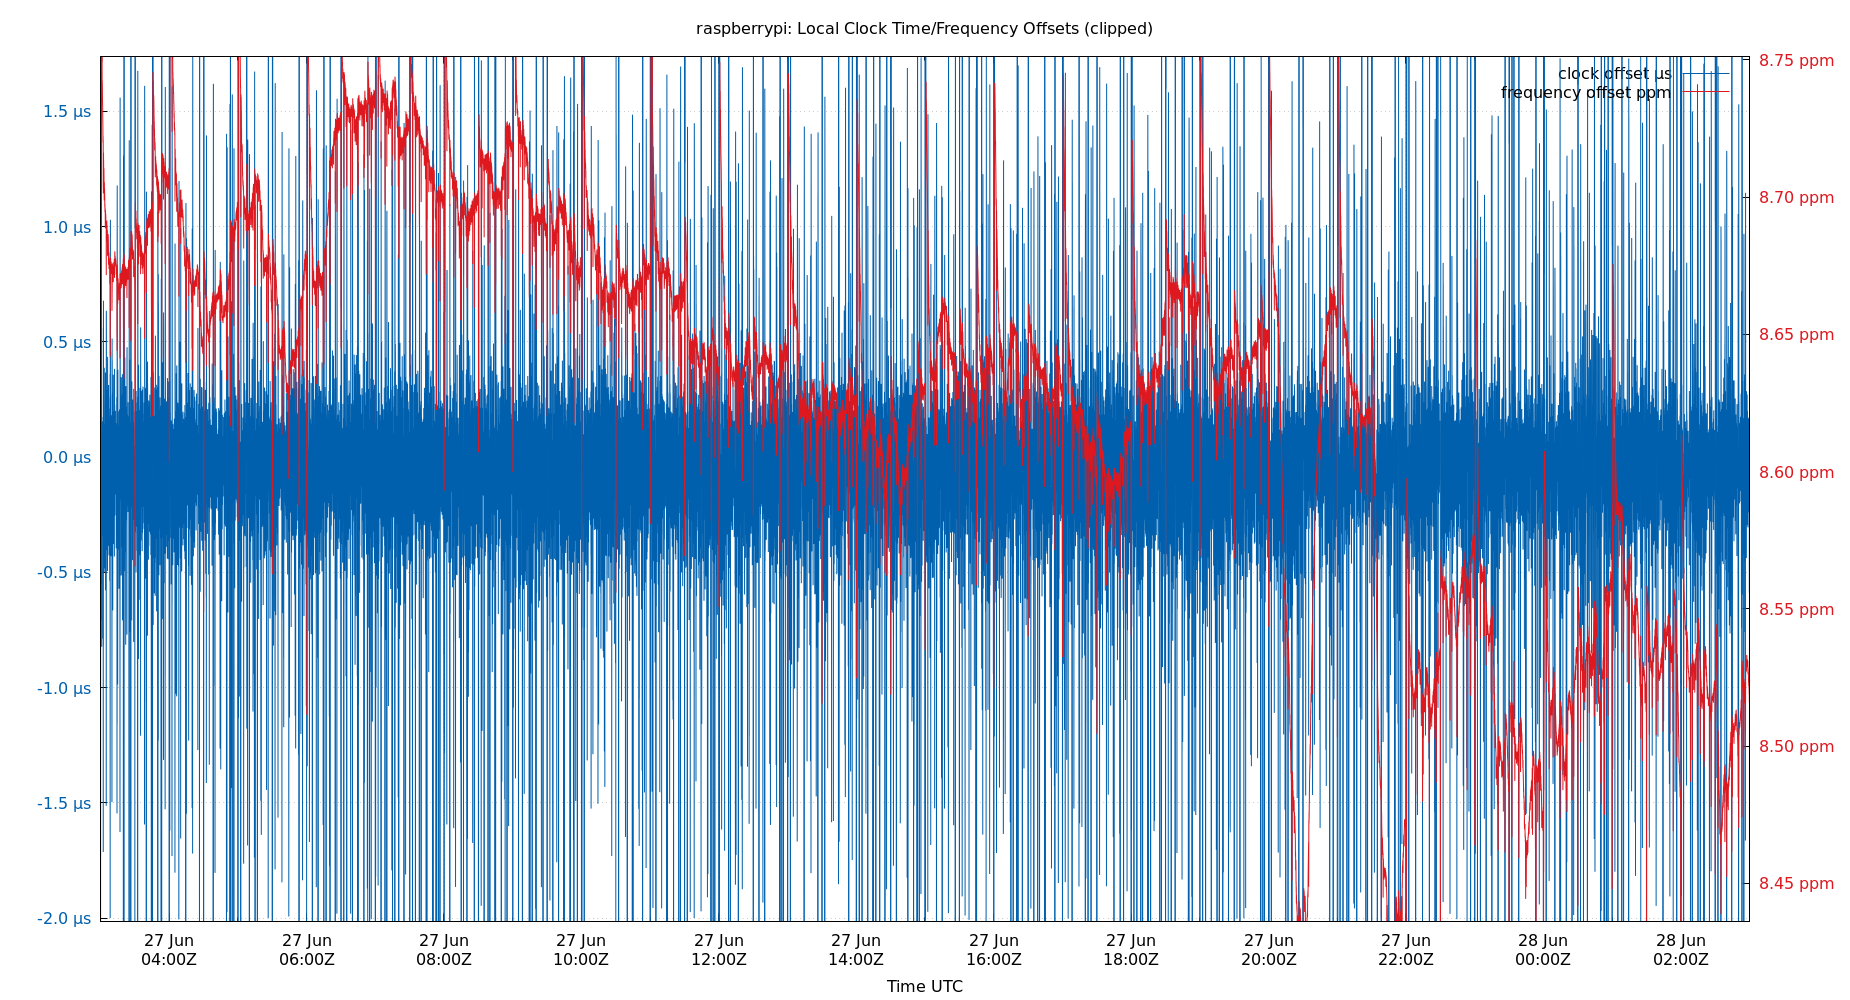 raspberrypi: Local Clock Time/Frequency Offsets (clipped)
clock offset µs
frequency offset ppm
1.5 µs
1.0 µs
0.5 µs
0.0 µs
-0.5 µs
-1.0 µs
-1.5 µs
-2.0 µs
8.75 ppm
8.70 ppm
8.65 ppm
8.60 ppm
8.55 ppm
8.50 ppm
8.45 ppm
27 Jun 27 Jun 27 Jun 27 Jun 27 Jun 27 Jun 27 Jun 27 Jun 27 Jun 27 Jun 28 Jun 28 Jun
04:00Z 06:00Z 08:00Z 10:00Z 12:00Z 14:00Z 16:00Z 18:00Z 20:00Z 22:00Z 00:00Z 02:00Z
Time UTC